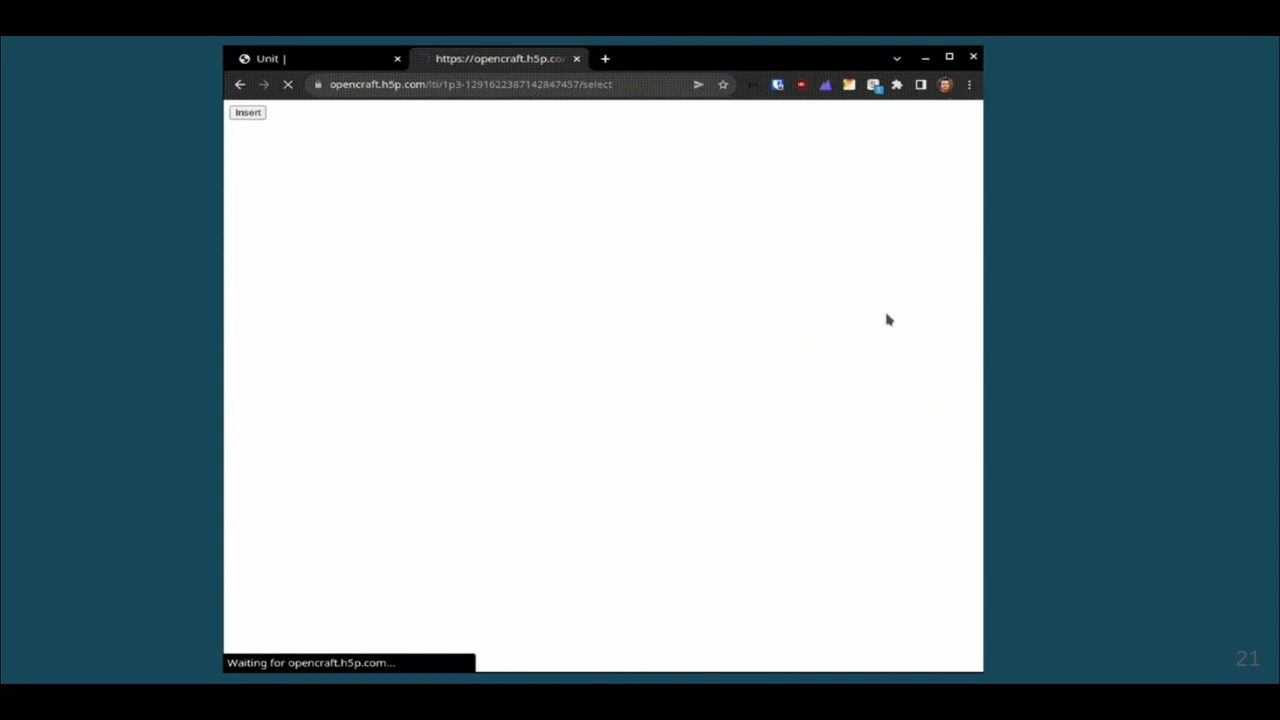 Unit |
https://opencraft.h5p.co
opencraft.h5p.com/lti/1p3-1291622387142847457/select
Insert
Waiting for opencraft.h5p.com...
21